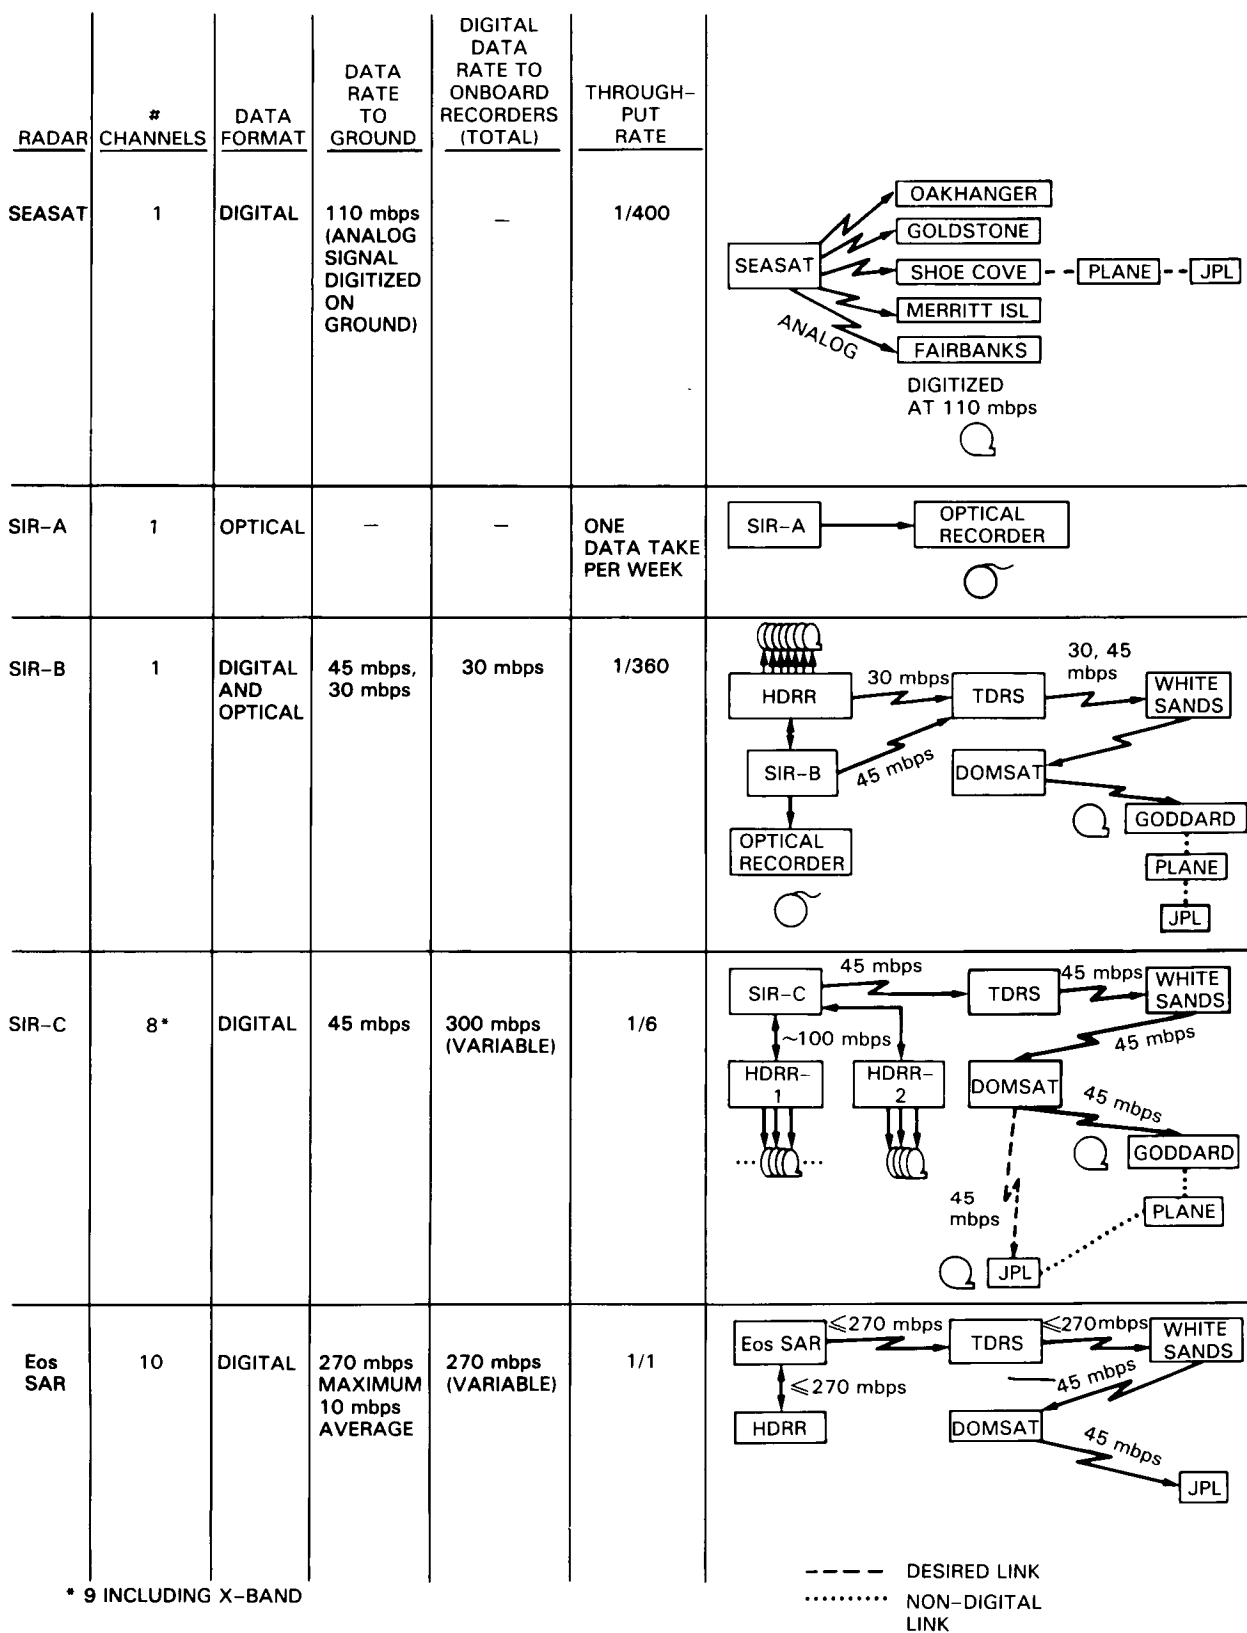 RADAR
#
CHANNELS
DATA
FORMAT
DATA
RATE
TO
GROUND
DIGITAL
DATA
RATE TO
ONBOARD
RECORDERS
(TOTAL)
THROUGH-
PUT
RATE
SEASAT
1
DIGITAL
110 mbps
(ANALOG
SIGNAL
DIGITIZED
ON
GROUND)
—
1/400
SEASAT
OAKHANGER
GOLDSTONE
SHOE COVE
PLANE
JPL
MERRITT ISL
FAIRBANKS
ANALOG
DIGITIZED
AT 110 mbps
SIR-A
1
OPTICAL
—
—
ONE
DATA TAKE
PER WEEK
SIR-A
OPTICAL
RECORDER
SIR-B
1
DIGITAL
AND
OPTICAL
45 mbps,
30 mbps
30 mbps
1/360
HDRR
30 mbps
TDRS
30, 45
mbps
WHITE
SANDS
SIR-B
45 mbps
DOMSAT
GODDARD
OPTICAL
RECORDER
PLANE
JPL
SIR-C
8*
DIGITAL
45 mbps
300 mbps
(VARIABLE)
1/6
SIR-C
45 mbps
TDRS
45 mbps
WHITE
SANDS
~100 mbps
45 mbps
HDRR-
1
HDRR-
2
DOMSAT
45 mbps
GODDARD
45
mbps
PLANE
JPL
Eos
SAR
10
DIGITAL
270 mbps
MAXIMUM
10 mbps
AVERAGE
270 mbps
(VARIABLE)
1/1
Eos SAR
⩽270 mbps
TDRS
⩽270mbps
WHITE
SANDS
⩽270 mbps
45 mbps
HDRR
DOMSAT
45 mbps
JPL
* 9 INCLUDING X-BAND
DESIRED LINK
NON-DIGITAL
LINK